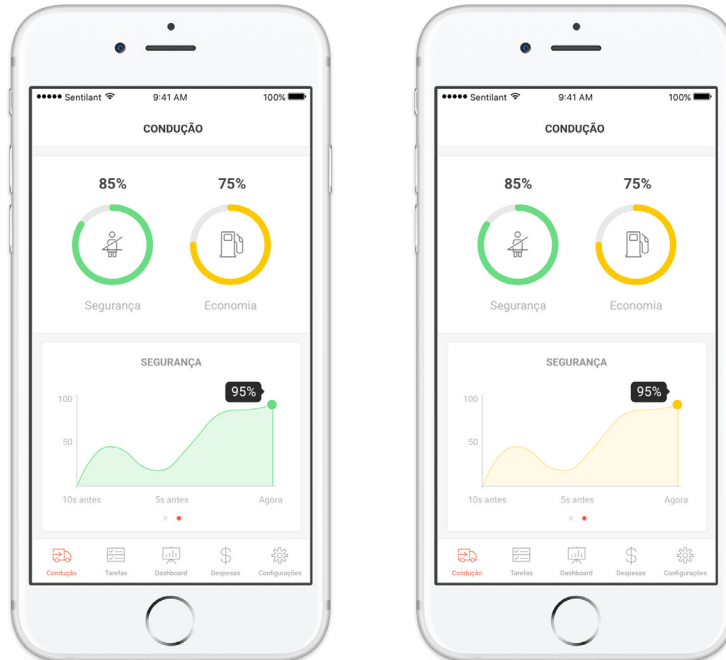 ●●●●● Sentilant 9:41 AM 100%
CONDUÇÃO
85% 75%
Segurança Economia
SEGURANÇA
95%
100
50
10s antes 5s antes Agora
Condução Tarefas Dashboard Despesas Configurações
●●●●● Sentilant 9:41 AM 100%
CONDUÇÃO
85% 75%
Segurança Economia
SEGURANÇA
95%
100
50
10s antes 5s antes Agora
Condução Tarefas Dashboard Despesas Configurações